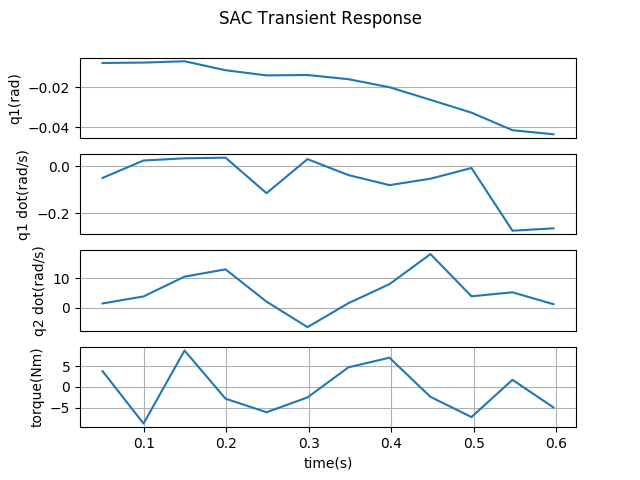 SAC Transient Response
q1(rad)
−0.02
−0.04
q1 dot(rad/s)
0.0
−0.2
q2 dot(rad/s)
10
0
torque(Nm)
5
0
−5
0.1 0.2 0.3 0.4 0.5 0.6
time(s)